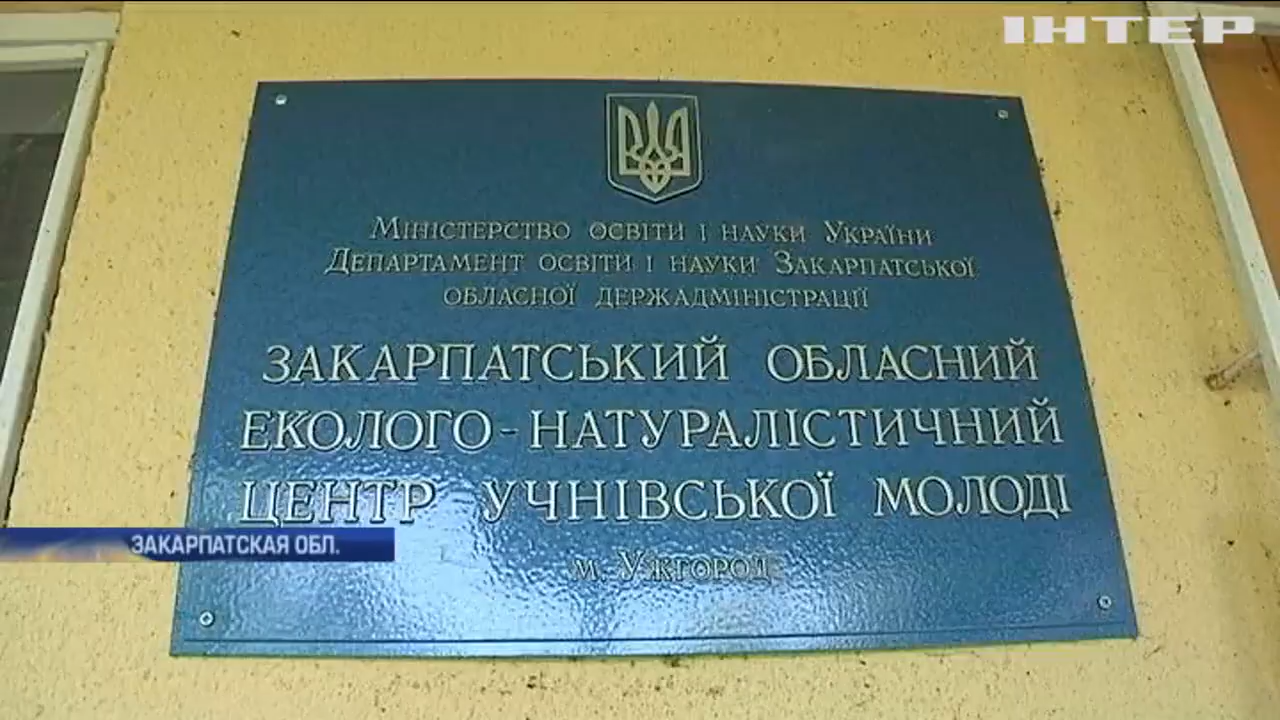 ІНТЕР
Міністерство освіти і науки України
Департамент освіти і науки Закарпатської
обласної держадміністрації
ЗАКАРПАТСЬКИЙ ОБЛАСНИЙ
ЕКОЛОГО-НАТУРАЛІСТИЧНИЙ
ЦЕНТР УЧНІВСЬКОЇ МОЛОДІ
ЗАКАРПАТСКАЯ ОБЛ.
м. Ужгород